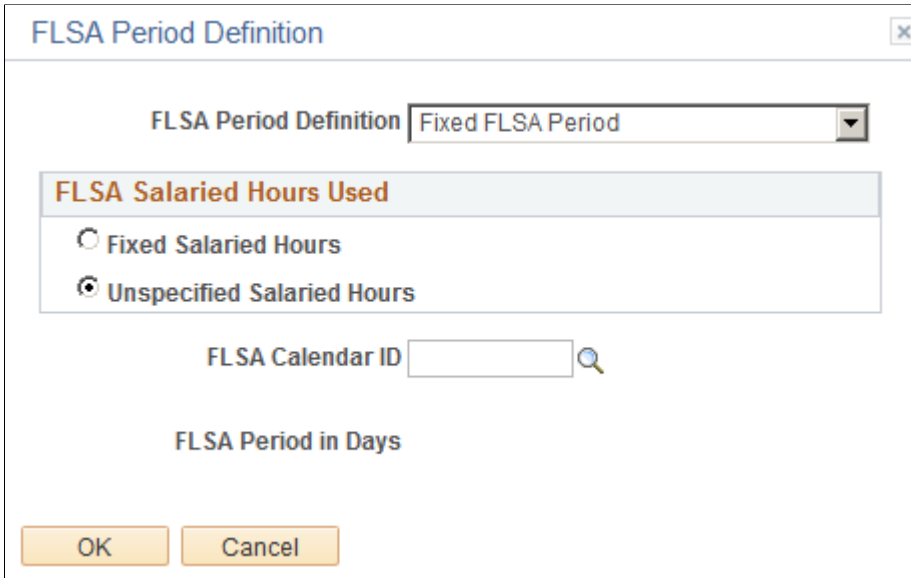 FLSA Period Definition
FLSA Period Definition Fixed FLSA Period
FLSA Salaried Hours Used
Fixed Salaried Hours
Unspecified Salaried Hours
FLSA Calendar ID
FLSA Period in Days
OK Cancel